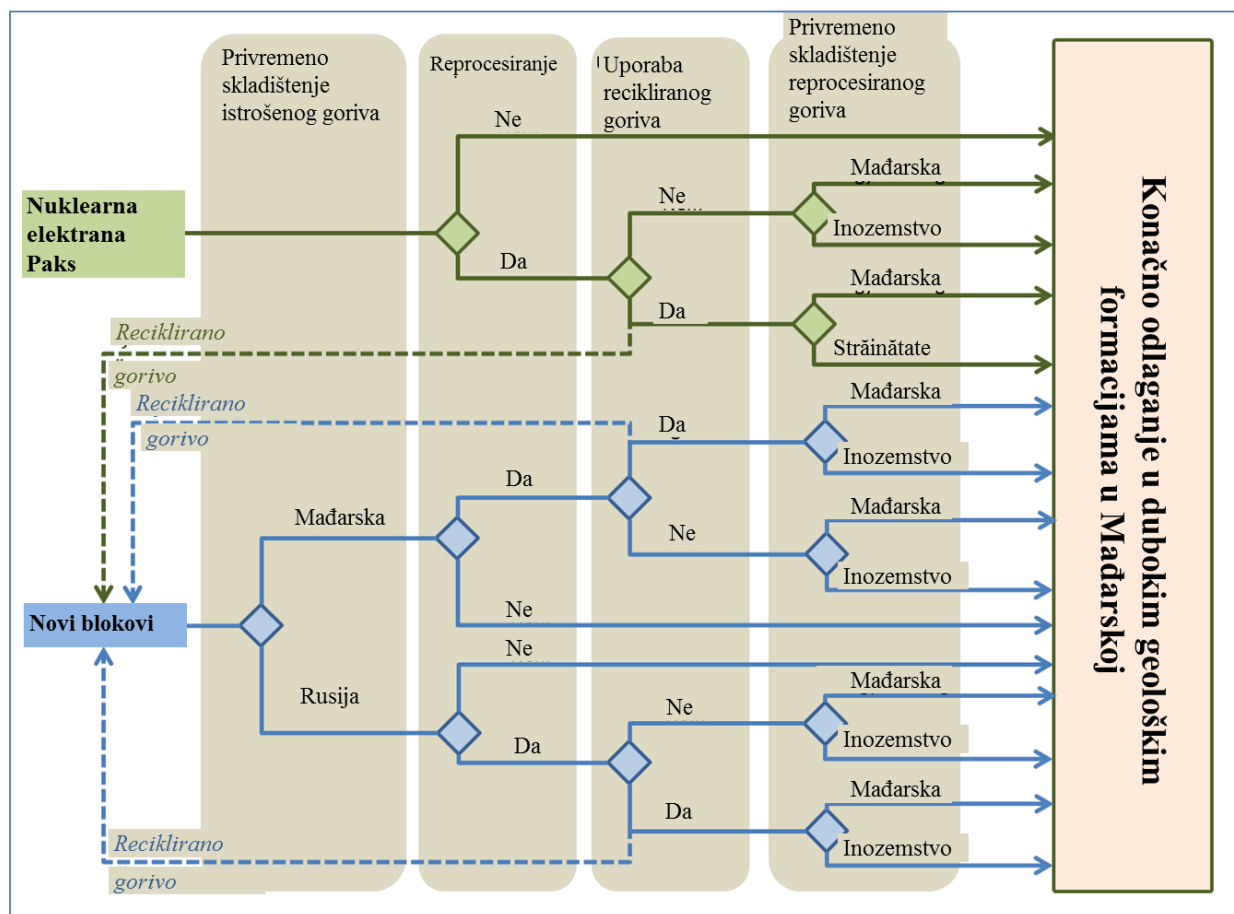 Privremeno
skladištenje
istrošenog goriva
Reprocesiranje
Uporaba
recikliranog
goriva
Privremeno
skladištenje
reprocesiranog
goriva
Ne
Mađarska
Nuklearna
elektrana
Paks
Ne
Inozemstvo
Da
Mađarska
Da
Reciklirano
gorivo
Străinătate
Reciklirano
gorivo
Mađarska
Da
Inozemstvo
Mađarska
Da
Mađarska
Ne
Inozemstvo
Ne
Novi blokovi
Ne
Rusija
Mađarska
Ne
Inozemstvo
Da
Mađarska
Da
Inozemstvo
Reciklirano
gorivo
Konačno odlaganje u dubokim geološkim
formacijama u Mađarskoj